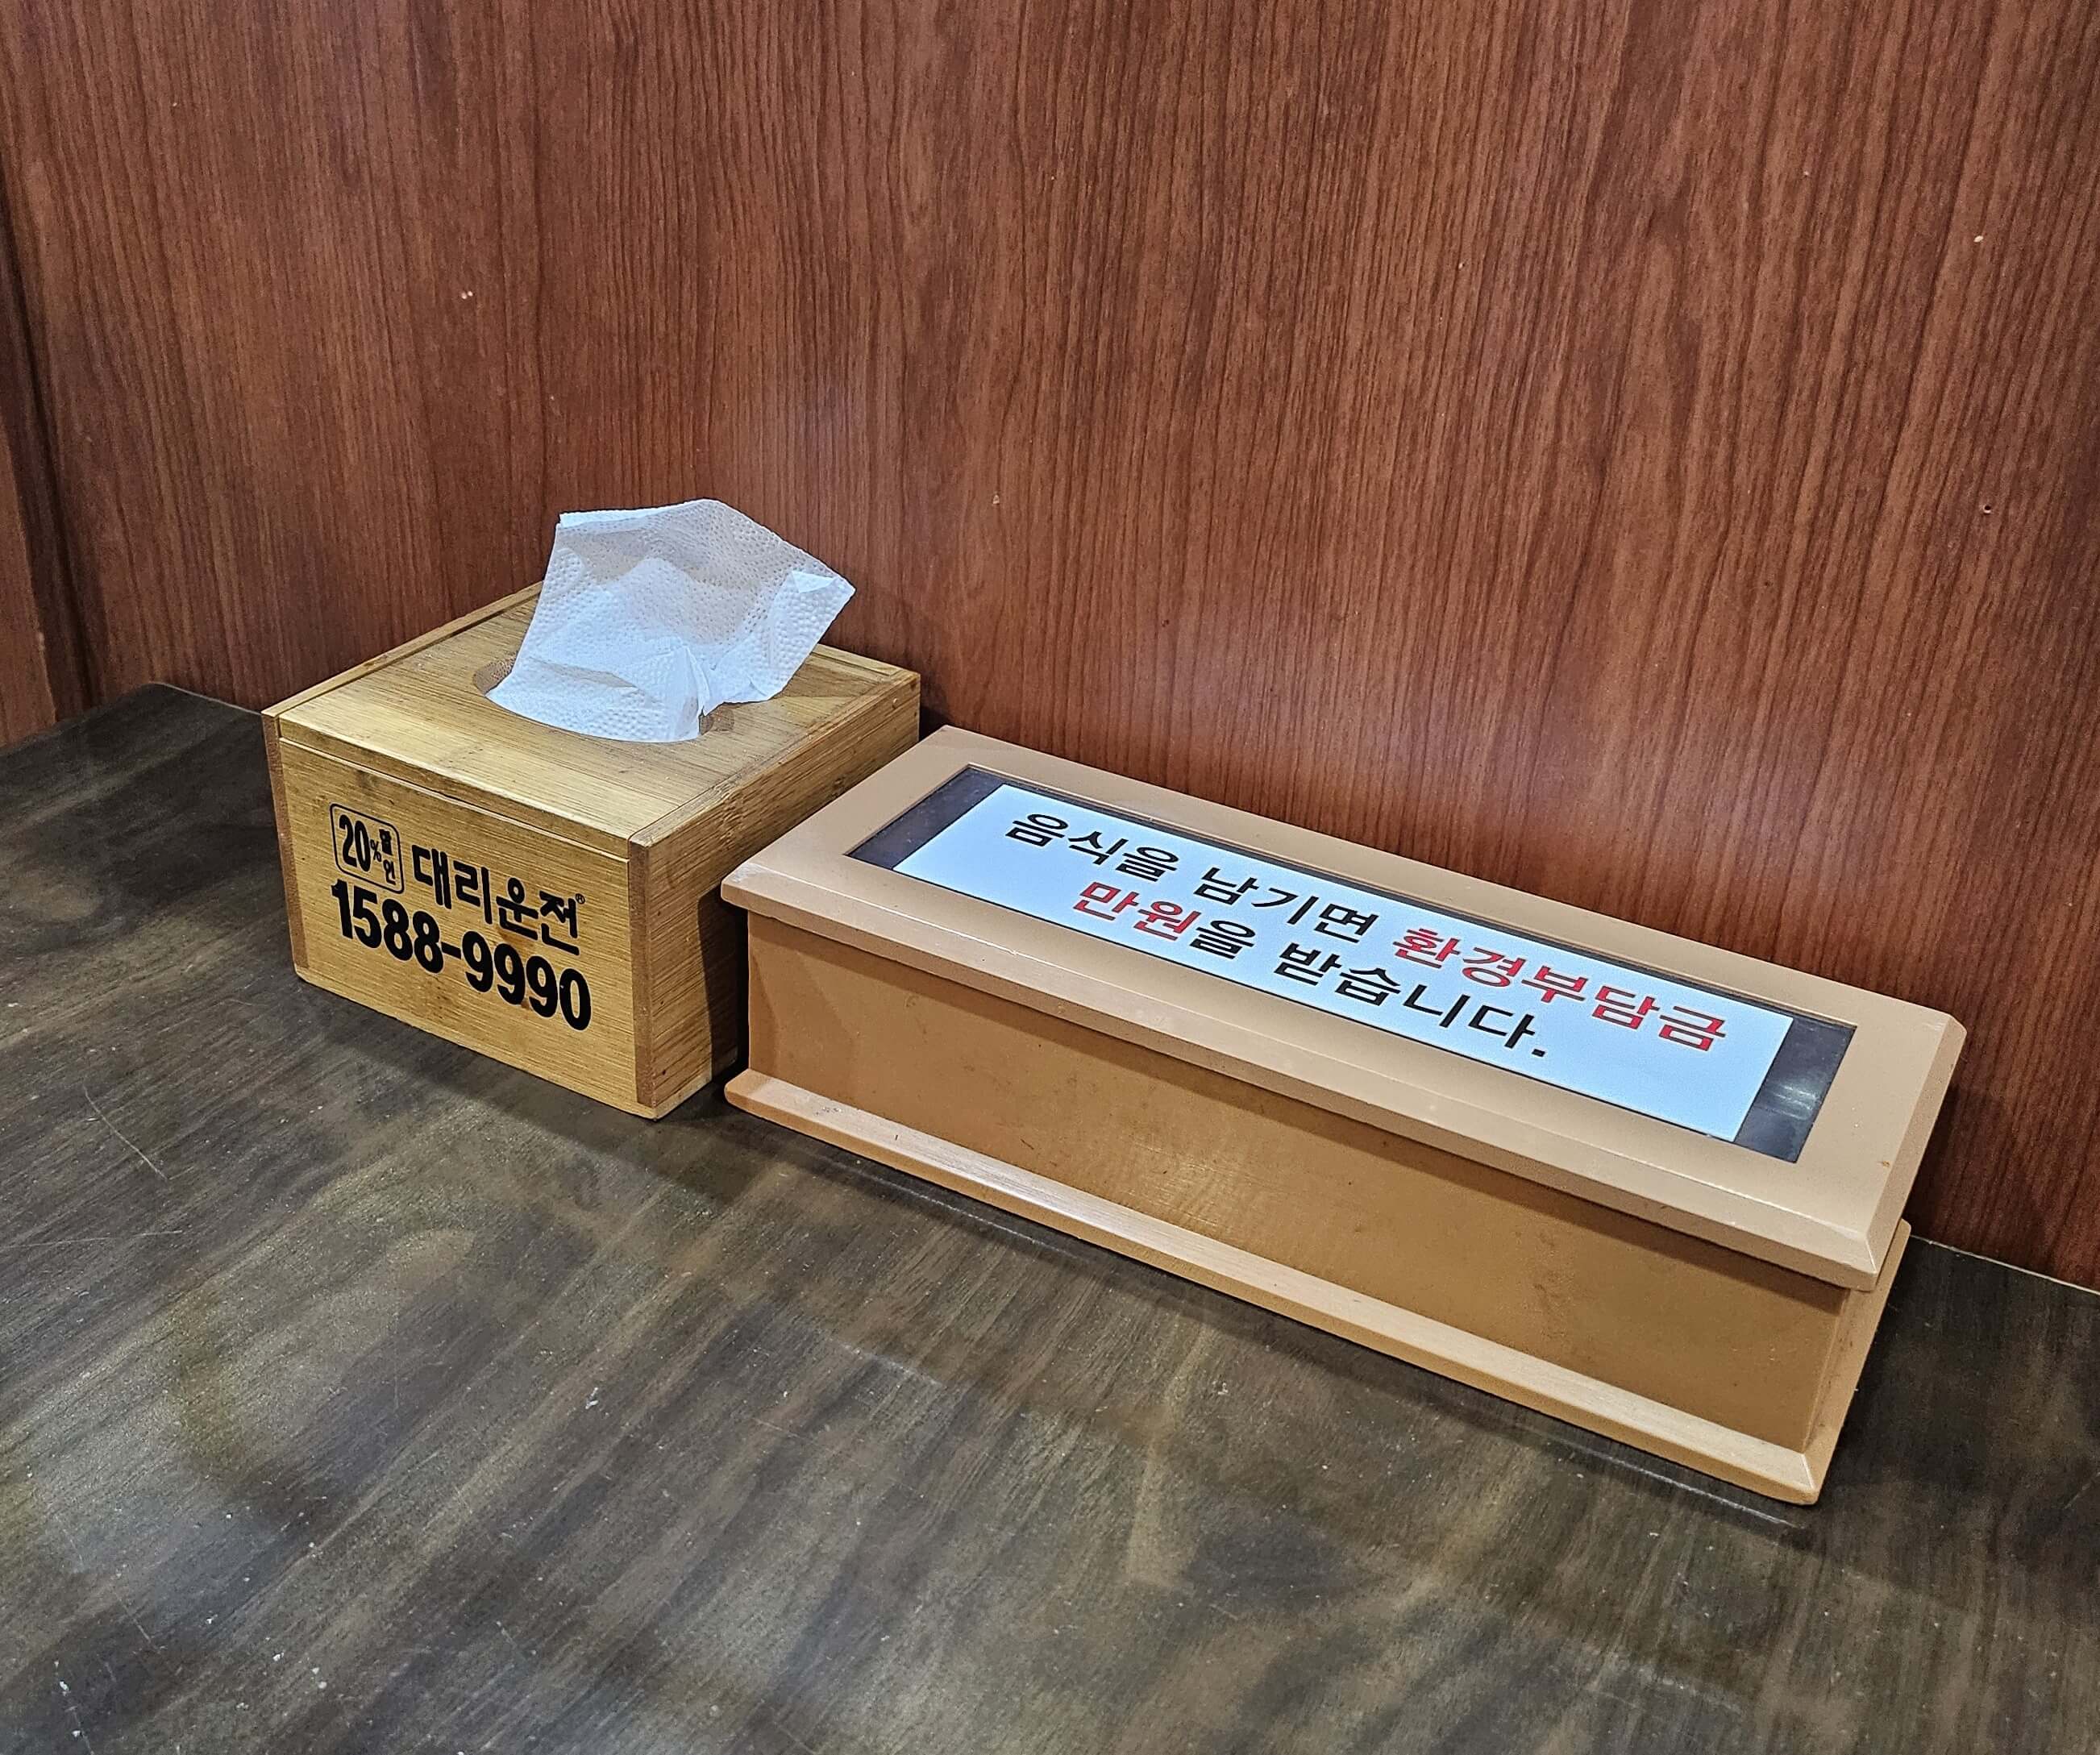 20% 할인 대리운전®
1588-9990
음식을 남기면 환경부담금
만원을 받습니다.